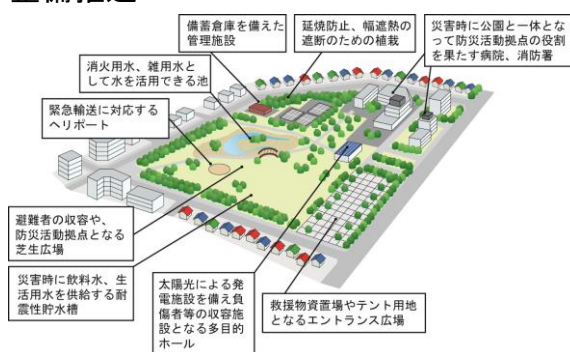 備蓄倉庫を備えた
管理施設
延焼防止、輻遮熱の
遮断のための植栽
災害時に公園と一体とな
って防災活動拠点の役割
を果たす病院、消防署
消火用水、雑用水と
して水を活用できる池
緊急輸送に対応する
ヘリポート
避難者の収容や、
防災活動拠点となる
芝生広場
災害時に飲料水、生
活用水を供給する耐
震性貯水槽
太陽光による発
電施設を備え負
傷者等の収容施
設となる多目的
ホール
救援物資置場やテント用地
となるエントランス広場